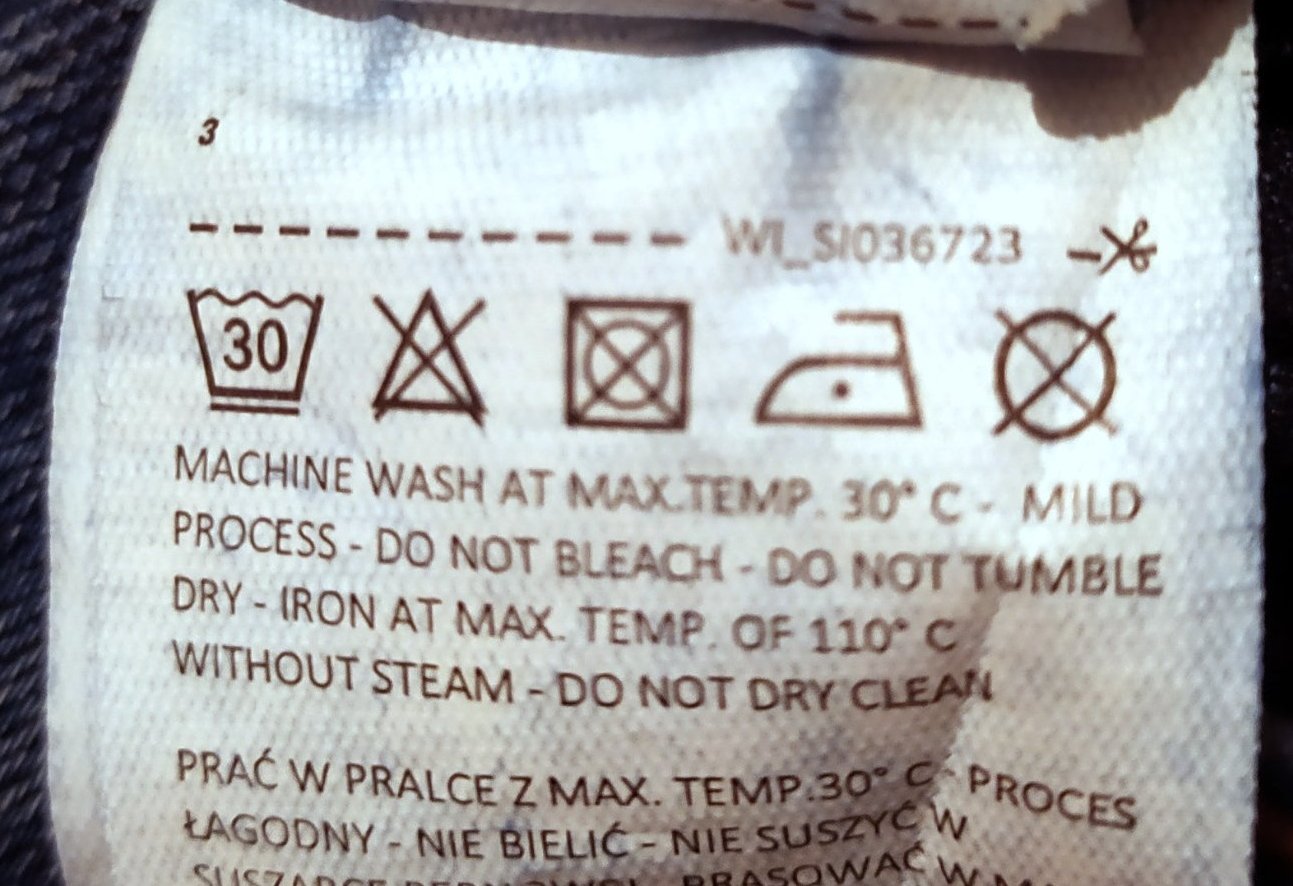 3
WI_SI036723
30
MACHINE WASH AT MAX.TEMP. 30° C - MILD
PROCESS - DO NOT BLEACH - DO NOT TUMBLE
DRY - IRON AT MAX. TEMP. OF 110° C
WITHOUT STEAM - DO NOT DRY CLEAN
PRAĆ W PRALCE Z MAX. TEMP.30° C - PROCES
ŁAGODNY - NIE BIELIĆ - NIE SUSZYĆ W
PRASOWAĆ W